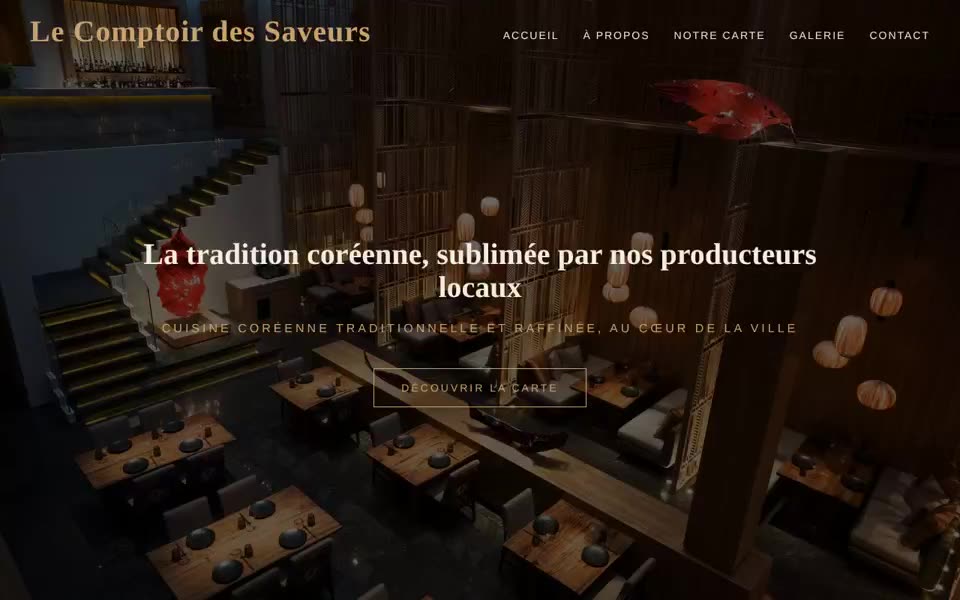 Le Comptoir des Saveurs
ACCUEIL À PROPOS NOTRE CARTE GALERIE CONTACT
La tradition coréenne, sublimée par nos producteurs
locaux
CUISINE CORÉENNE TRADITIONNELLE ET RAFFINÉE, AU CŒUR DE LA VILLE
DÉCOUVRIR LA CARTE